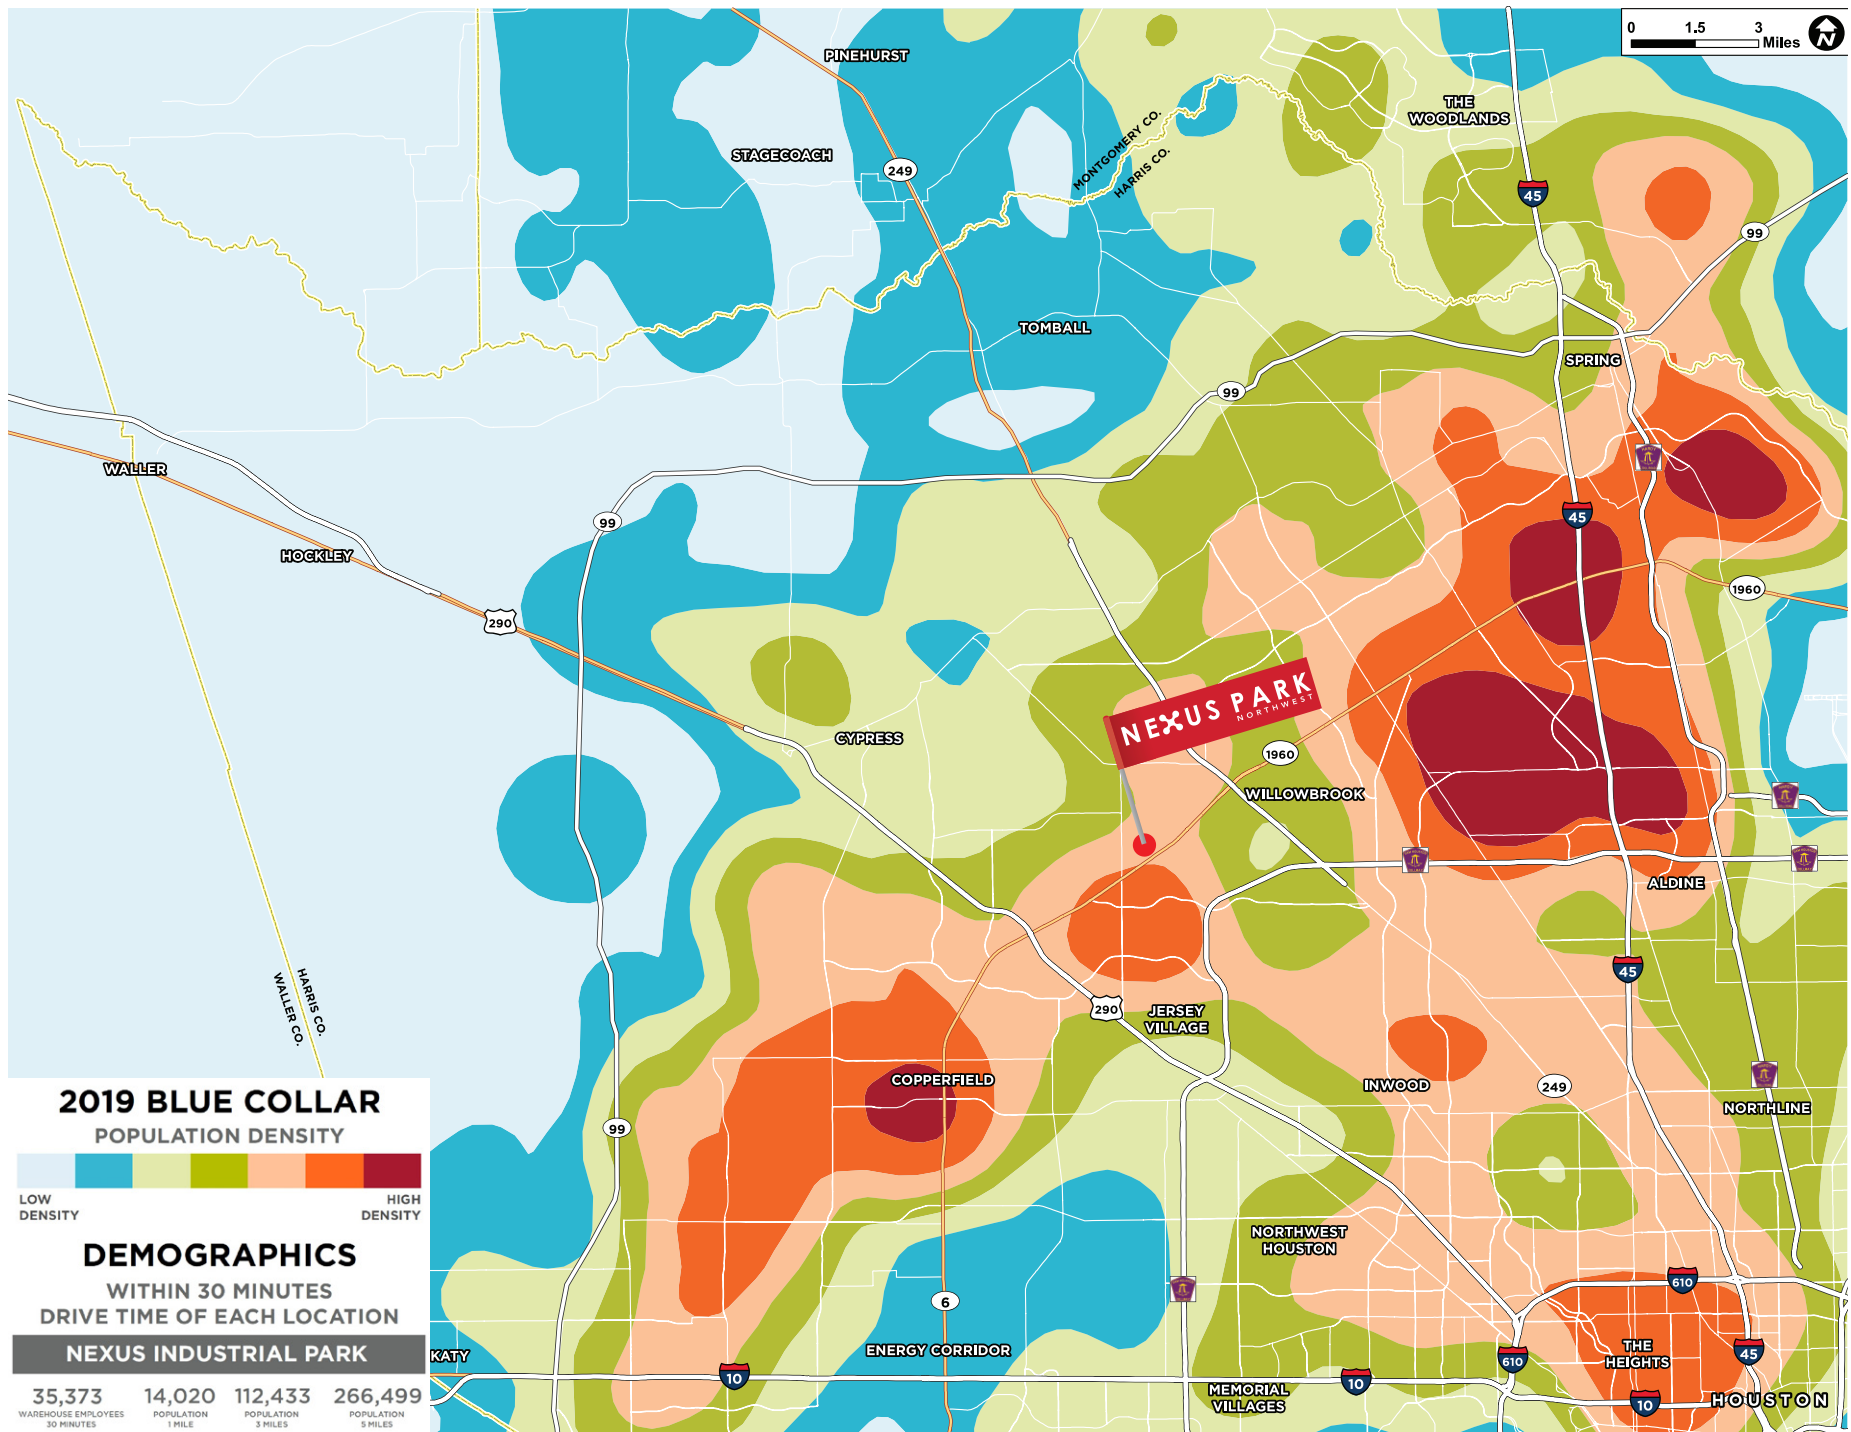 0 1.5 3
Miles
N
PINEHURST
THE
WOODLANDS
MONTGOMERY CO.
HARRIS CO.
STAGECOACH
249
45
99
TOMBALL
SPRING
99
WALLER
99
45
HOCKLEY
290
1960
NEXUS PARK
NORTHWEST
CYPRESS
1960
WILLOWBROOK
ALDINE
45
HARRIS CO.
WALLER CO.
290
JERSEY
VILLAGE
COPPERFIELD
INWOOD
249
NORTHLINE
99
NORTHWEST
HOUSTON
610
6
ENERGY CORRIDOR
KATY
THE
HEIGHTS
45
610
10
10
MEMORIAL
VILLAGES
10
HOUSTON
2019 BLUE COLLAR
POPULATION DENSITY
LOW
DENSITY
HIGH
DENSITY
DEMOGRAPHICS
WITHIN 30 MINUTES
DRIVE TIME OF EACH LOCATION
NEXUS INDUSTRIAL PARK
35,373 14,020 112,433 266,499
WAREHOUSE EMPLOYEES POPULATION POPULATION POPULATION
30 MINUTES 1 MILE 3 MILES 5 MILES